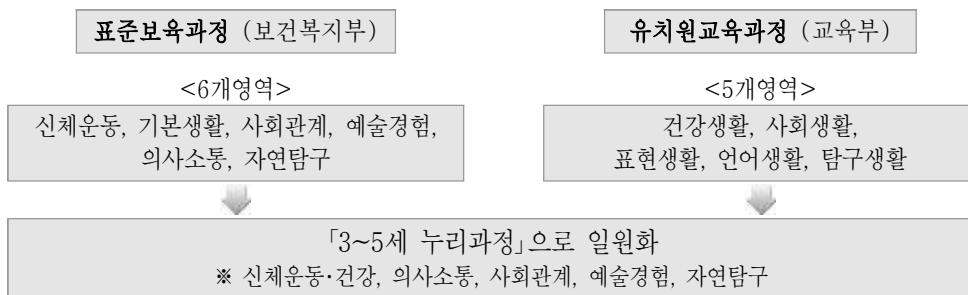 표준보육과정 (보건복지부)
유치원교육과정 (교육부)
<6개영역>
<5개영역>
신체운동, 기본생활, 사회관계, 예술경험,
의사소통, 자연탐구
건강생활, 사회생활,
표현생활, 언어생활, 탐구생활
「3~5세 누리과정」으로 일원화
※ 신체운동·건강, 의사소통, 사회관계, 예술경험, 자연탐구